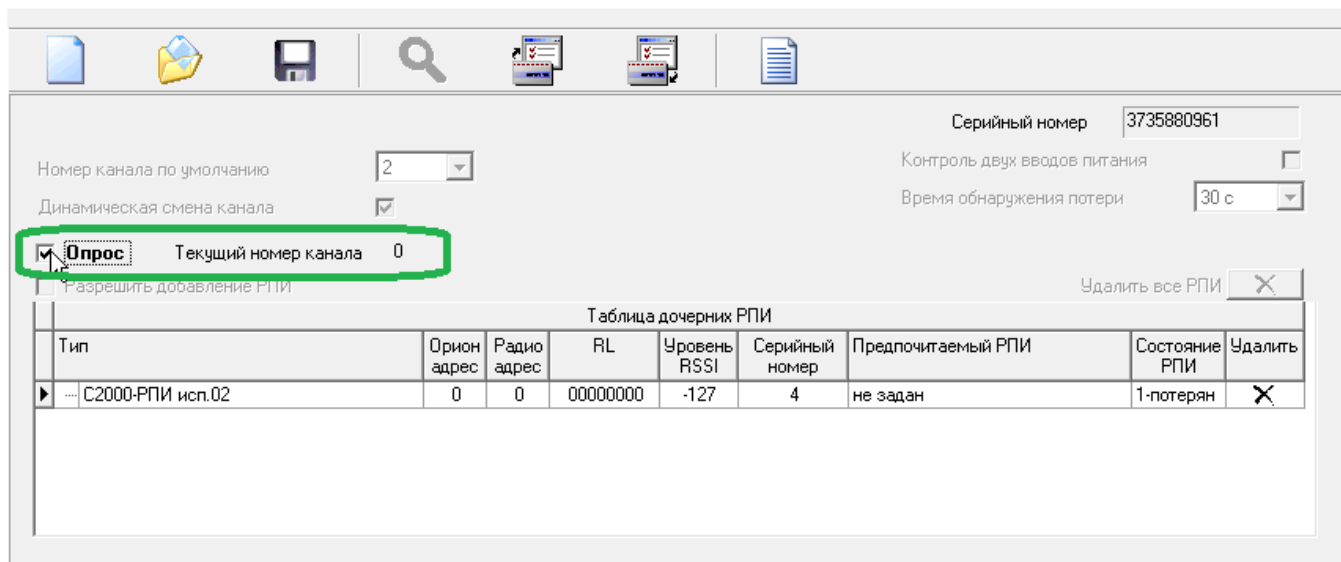 Серийный номер 3735880961
Номер канала по умолчанию 2 Контроль двух вводов питания
Динамическая смена канала Время обнаружения потери 30 с
Опрос Текущий номер канала 0
Разрешить добавление РПИ Удалить все РПИ
Таблица дочерних РПИ
Тип Орион адрес Радио адрес RL Уровень RSSI Серийный номер Предпочитаемый РПИ Состояние РПИ Удалить
С2000-РПИ исп.02 0 0 00000000 -127 4 не задан 1-потерян